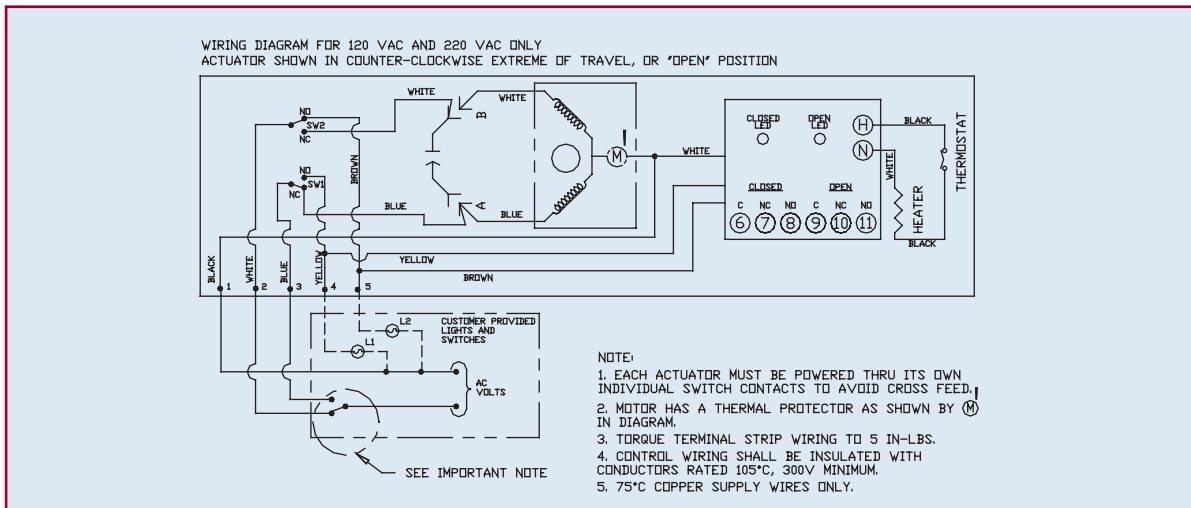 WIRING DIAGRAM FOR 120 VAC AND 220 VAC ONLY
ACTUATOR SHOWN IN COUNTER-CLOCKWISE EXTREME OF TRAVEL, OR "OPEN" POSITION
WHITE
WHITE
NO
SW2
NC
B
BROWN
NO
SW1
NC
BLUE
A
BLUE
M
WHITE
CLOSED
LED
OPEN
LED
H
N
BLACK
WHITE
HEATER
THERMOSTAT
BLACK
CLOSED
OPEN
C NC NO C NC NO
6 7 8 9 10 11
YELLOW
BROWN
BLACK
WHITE
BLUE
YELLOW
1 2 3 4 5
L2
L1
CUSTOMER PROVIDED
LIGHTS AND
SWITCHES
AC
VOLTS
SEE IMPORTANT NOTE
NOTE:
1. EACH ACTUATOR MUST BE POWERED THRU ITS OWN
INDIVIDUAL SWITCH CONTACTS TO AVOID CROSS FEED.
2. MOTOR HAS A THERMAL PROTECTOR AS SHOWN BY M
IN DIAGRAM.
3. TORQUE TERMINAL STRIP WIRING TO 5 IN-LBS.
4. CONTROL WIRING SHALL BE INSULATED WITH
CONDUCTORS RATED 105°C, 300V MINIMUM.
5. 75°C COPPER SUPPLY WIRES ONLY.